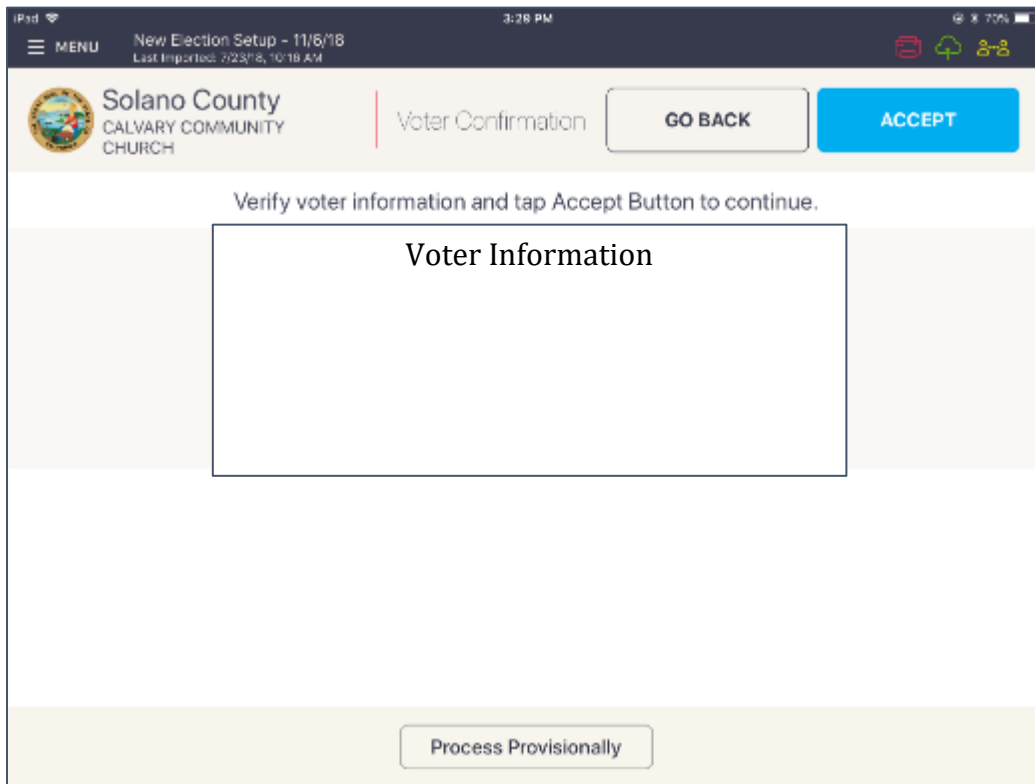 iPad 3:28 PM 70%
MENU
New Election Setup - 11/6/18
Last Imported: 7/23/18, 10:18 AM
Solano County
CALVARY COMMUNITY
CHURCH
Voter Confirmation
GO BACK
ACCEPT
Verify voter information and tap Accept Button to continue.
Voter Information
Process Provisionally